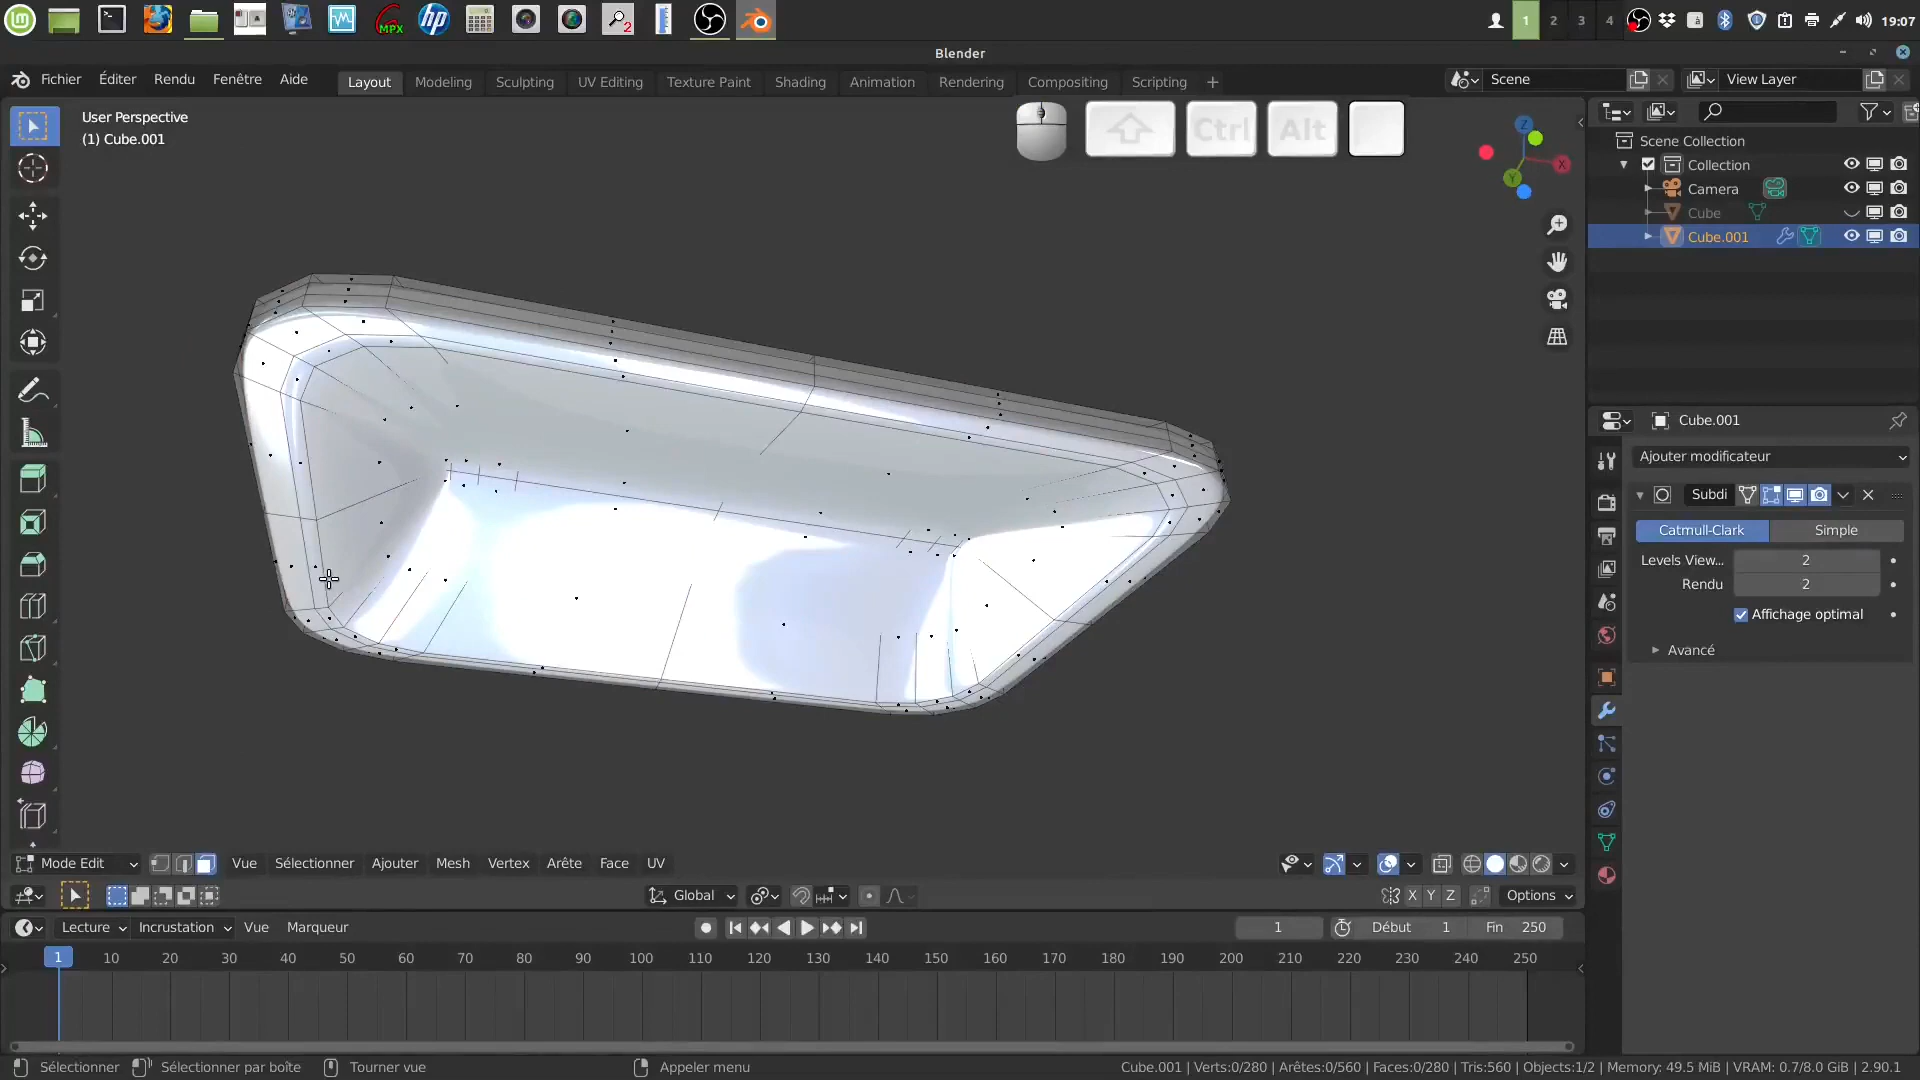 MPX
hp
2
1
2
3
4
à
19:07
Blender
Fichier
Éditer
Rendu
Fenêtre
Aide
Layout
Modeling
Sculpting
UV Editing
Texture Paint
Shading
Animation
Rendering
Compositing
Scripting
+
Scene
View Layer
User Perspective
(1) Cube.001
Ctrl
Alt
Z
X
Y
Scene Collection
Collection
Camera
Cube
Cube.001
Cube.001
Ajouter modificateur
Subdi
Catmull-Clark
Simple
Levels View...
2
Rendu
2
Affichage optimal
Avancé
Mode Edit
Vue
Sélectionner
Ajouter
Mesh
Vertex
Arête
Face
UV
Global
X
Y
Z
Options
Lecture
Incrustation
Vue
Marqueur
1
Début
1
Fin
250
1
10
20
30
40
50
60
70
80
90
100
110
120
130
140
150
160
170
180
190
200
210
220
230
240
250
Sélectionner
Sélectionner par boîte
Tourner vue
Appeler menu
Cube.001 | Verts:0/280 | Arêtes:0/560 | Faces:0/280 | Tris:560 | Objects:1/2 | Memory: 49.5 MiB | VRAM: 0.7/8.0 GiB | 2.90.1